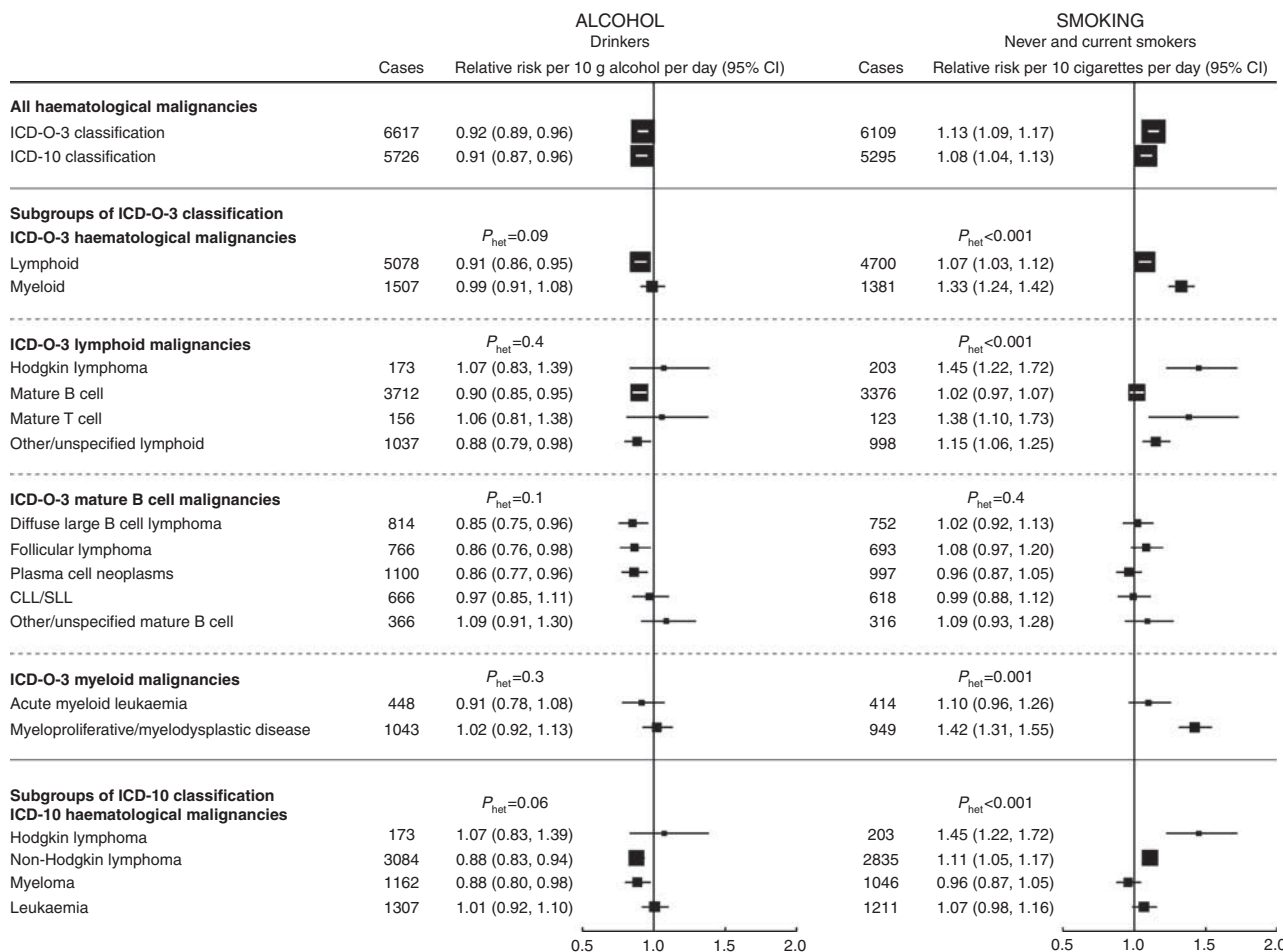 ALCOHOL SMOKING
Drinkers Never and current smokers
Cases Relative risk per 10 g alcohol per day (95% CI) Cases Relative risk per 10 cigarettes per day (95% CI)
All haematological malignancies
ICD-O-3 classification 6617 0.92 (0.89, 0.96) 6109 1.13 (1.09, 1.17)
ICD-10 classification 5726 0.91 (0.87, 0.96) 5295 1.08 (1.04, 1.13)
Subgroups of ICD-O-3 classification
ICD-O-3 haematological malignancies Phet=0.09 Phet<0.001
Lymphoid 5078 0.91 (0.86, 0.95) 4700 1.07 (1.03, 1.12)
Myeloid 1507 0.99 (0.91, 1.08) 1381 1.33 (1.24, 1.42)
ICD-O-3 lymphoid malignancies Phet=0.4 Phet<0.001
Hodgkin lymphoma 173 1.07 (0.83, 1.39) 203 1.45 (1.22, 1.72)
Mature B cell 3712 0.90 (0.85, 0.95) 3376 1.02 (0.97, 1.07)
Mature T cell 156 1.06 (0.81, 1.38) 123 1.38 (1.10, 1.73)
Other/unspecified lymphoid 1037 0.88 (0.79, 0.98) 998 1.15 (1.06, 1.25)
ICD-O-3 mature B cell malignancies Phet=0.1 Phet=0.4
Diffuse large B cell lymphoma 814 0.85 (0.75, 0.96) 752 1.02 (0.92, 1.13)
Follicular lymphoma 766 0.86 (0.76, 0.98) 693 1.08 (0.97, 1.20)
Plasma cell neoplasms 1100 0.86 (0.77, 0.96) 997 0.96 (0.87, 1.05)
CLL/SLL 666 0.97 (0.85, 1.11) 618 0.99 (0.88, 1.12)
Other/unspecified mature B cell 366 1.09 (0.91, 1.30) 316 1.09 (0.93, 1.28)
ICD-O-3 myeloid malignancies Phet=0.3 Phet=0.001
Acute myeloid leukaemia 448 0.91 (0.78, 1.08) 414 1.10 (0.96, 1.26)
Myeloproliferative/myelodysplastic disease 1043 1.02 (0.92, 1.13) 949 1.42 (1.31, 1.55)
Subgroups of ICD-10 classification
ICD-10 haematological malignancies Phet=0.06 Phet<0.001
Hodgkin lymphoma 173 1.07 (0.83, 1.39) 203 1.45 (1.22, 1.72)
Non-Hodgkin lymphoma 3084 0.88 (0.83, 0.94) 2835 1.11 (1.05, 1.17)
Myeloma 1162 0.88 (0.80, 0.98) 1046 0.96 (0.87, 1.05)
Leukaemia 1307 1.01 (0.92, 1.10) 1211 1.07 (0.98, 1.16)
0.5 1.0 1.5 2.0 0.5 1.0 1.5 2.0